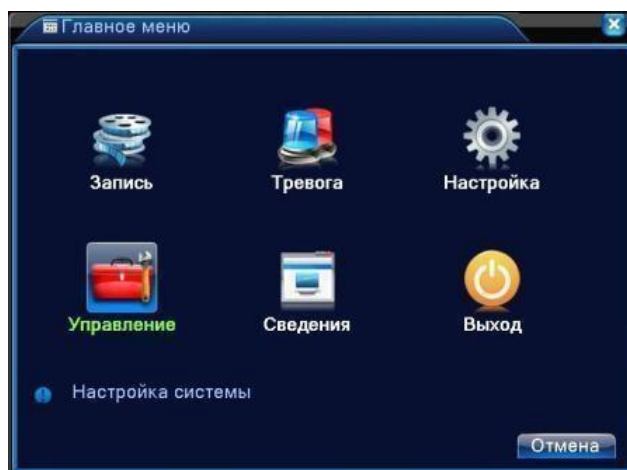 Главное меню
Запись
Тревога
Настройка
Управление
Сведения
Выход
Настройка системы
Отмена